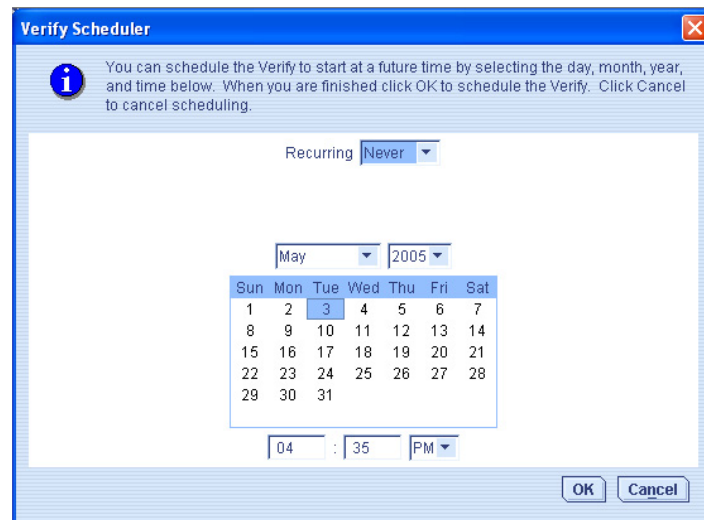 Verify Scheduler
You can schedule the Verify to start at a future time by selecting the day, month, year,
and time below. When you are finished click OK to schedule the Verify. Click Cancel
to cancel scheduling.
Recurring Never
May 2005
Sun Mon Tue Wed Thu Fri Sat
1 2 3 4 5 6 7
8 9 10 11 12 13 14
15 16 17 18 19 20 21
22 23 24 25 26 27 28
29 30 31
04 : 35 PM
OK Cancel